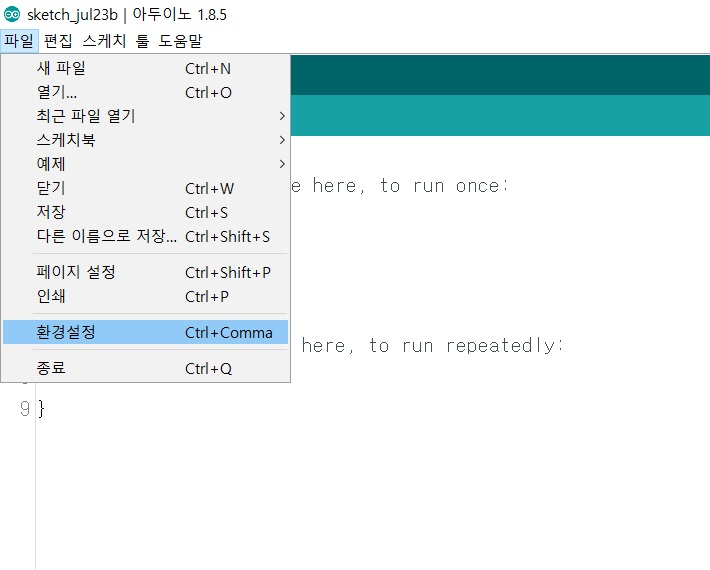 sketch_jul23b | 아두이노 1.8.5
파일 편집 스케치 툴 도움말
새 파일 Ctrl+N
열기... Ctrl+O
최근 파일 열기
스케치북
예제
닫기 Ctrl+W
e here, to run once:
저장 Ctrl+S
다른 이름으로 저장... Ctrl+Shift+S
페이지 설정 Ctrl+Shift+P
인쇄 Ctrl+P
환경설정 Ctrl+Comma
here, to run repeatedly:
종료 Ctrl+Q
9 }